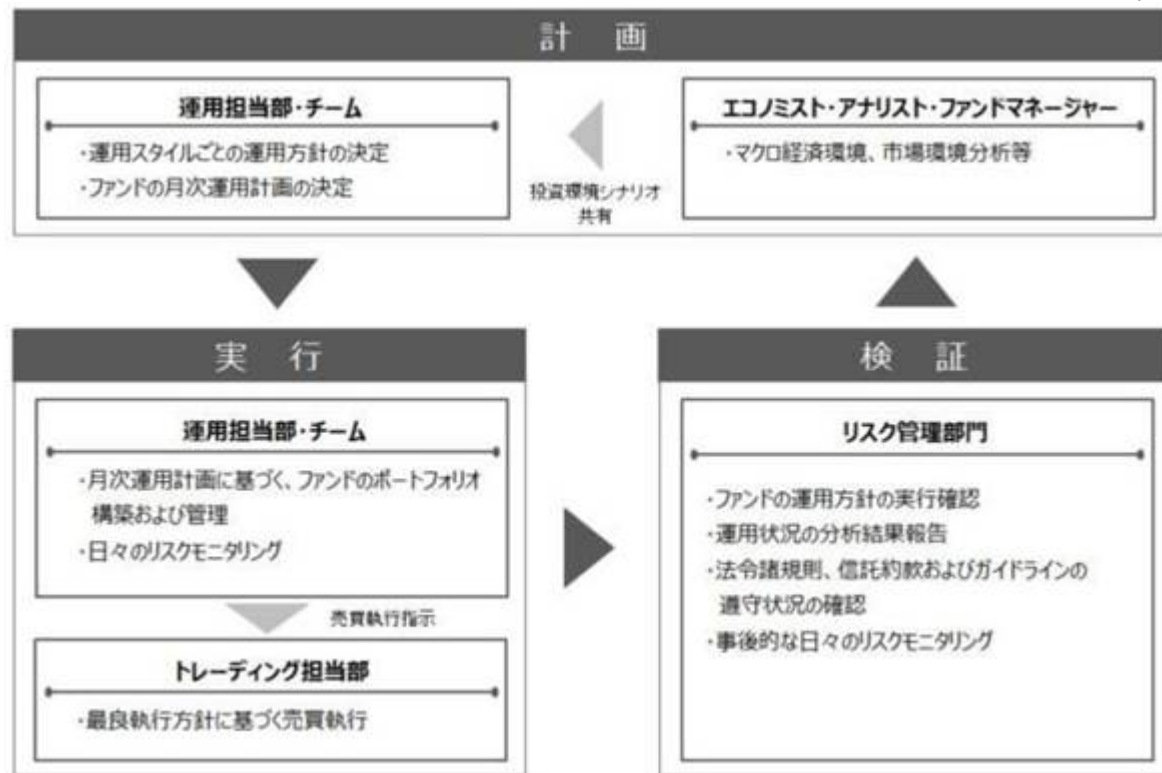 計 画
運用担当部・チーム
・運用スタイルごとの運用方針の決定
・ファンドの月次運用計画の決定
投資環境シナリオ
共有
エコノミスト・アナリスト・ファンドマネージャー
・マクロ経済環境、市場環境分析等
実 行
運用担当部・チーム
・月次運用計画に基づく、ファンドのポートフォリオ
構築および管理
・日々のリスクモニタリング
売買執行指示
トレーディング担当部
・最良執行方針に基づく売買執行
検 証
リスク管理部門
・ファンドの運用方針の実行確認
・運用状況の分析結果報告
・法令諸規則、信託約款およびガイドラインの
遵守状況の確認
・事後的な日々のリスクモニタリング